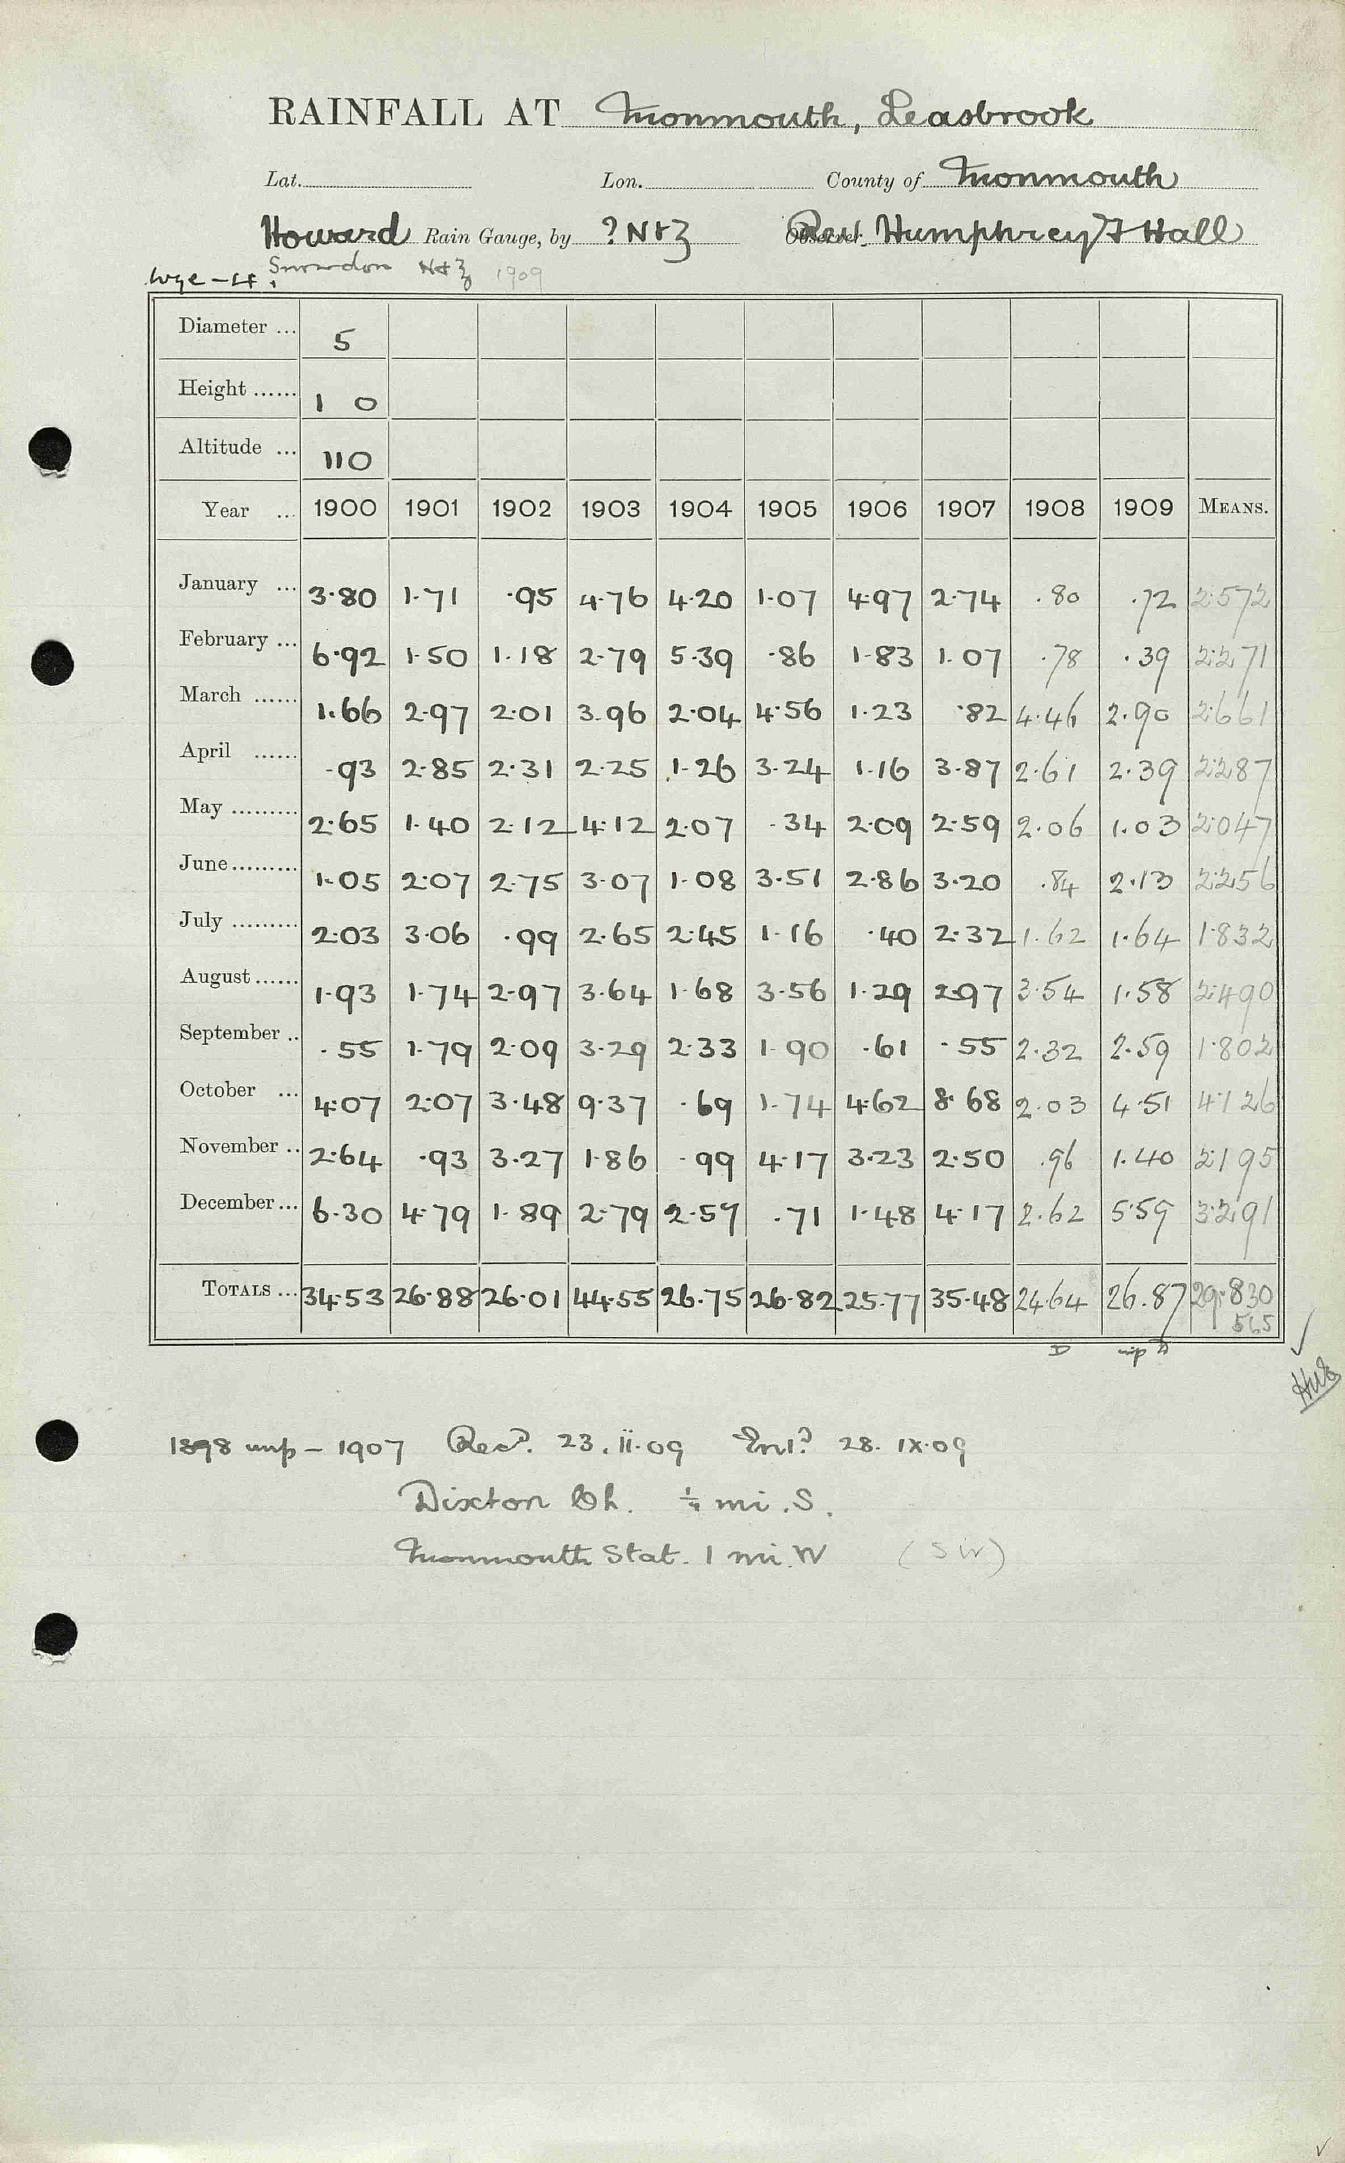 RAINFALL AT Monmouth, Leasbrook
Lat. Lon. County of Monmouth
Howard Rain Gauge, by ? N&Z Observer Rev. Humphrey F Hall
Wye - 4. Snowdon N&Z 1909
Diameter ... 5
Height ...... 1 0
Altitude ... 110
Year ... 1900 1901 1902 1903 1904 1905 1906 1907 1908 1909 MEANS.
January ... 3.80 1.71 .95 4.76 4.20 1.07 4.97 2.74 .80 .72 2.572
February ... 6.92 1.50 1.18 2.79 5.39 .86 1.83 1.07 .78 .39 2.271
March ...... 1.66 2.97 2.01 3.96 2.04 4.56 1.23 .82 4.46 2.90 2.661
April ...... .93 2.85 2.31 2.25 1.26 3.24 1.16 3.87 2.61 2.39 2.287
May ......... 2.65 1.40 2.12 4.12 2.07 .34 2.09 2.59 2.06 1.03 2.047
June ......... 1.05 2.07 2.75 3.07 1.08 3.51 2.86 3.20 .84 2.13 2.256
July ......... 2.03 3.06 .99 2.65 2.45 1.16 .40 2.32 1.62 1.64 1.832
August ...... 1.93 1.74 2.97 3.64 1.68 3.56 1.29 2.97 3.54 1.58 2.490
September .. .55 1.79 2.09 3.29 2.33 1.90 .61 .55 2.32 2.59 1.802
October ... 4.07 2.07 3.48 9.37 .69 1.74 4.62 8.68 2.03 4.51 4.126
November .. 2.64 .93 3.27 1.86 .99 4.17 3.23 2.50 .96 1.40 2.195
December ... 6.30 4.79 1.89 2.79 2.57 .71 1.48 4.17 2.62 5.59 3.291
TOTALS ... 34.53 26.88 26.01 44.55 26.75 26.82 25.77 35.48 24.64 26.87 29.830
565
D
HUB
1898 unp - 1907 Recd. 23.II.09 Entd 28.IX.09
Dixton Ch. ¼ mi. S.
Monmouth Stat. 1 mi. W (SW)